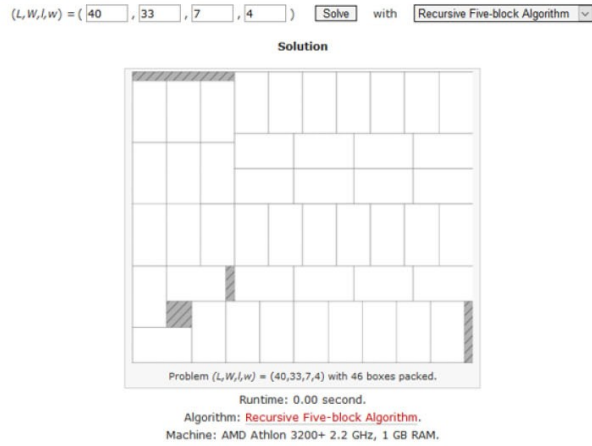 (L,W,l,w) = ( 40 , 33 , 7 , 4 ) Solve with Recursive Five-block Algorithm
Solution
Problem (L,W,l,w) = (40,33,7,4) with 46 boxes packed.
Runtime: 0.00 second.
Algorithm: Recursive Five-block Algorithm.
Machine: AMD Athlon 3200+ 2.2 GHz, 1 GB RAM.